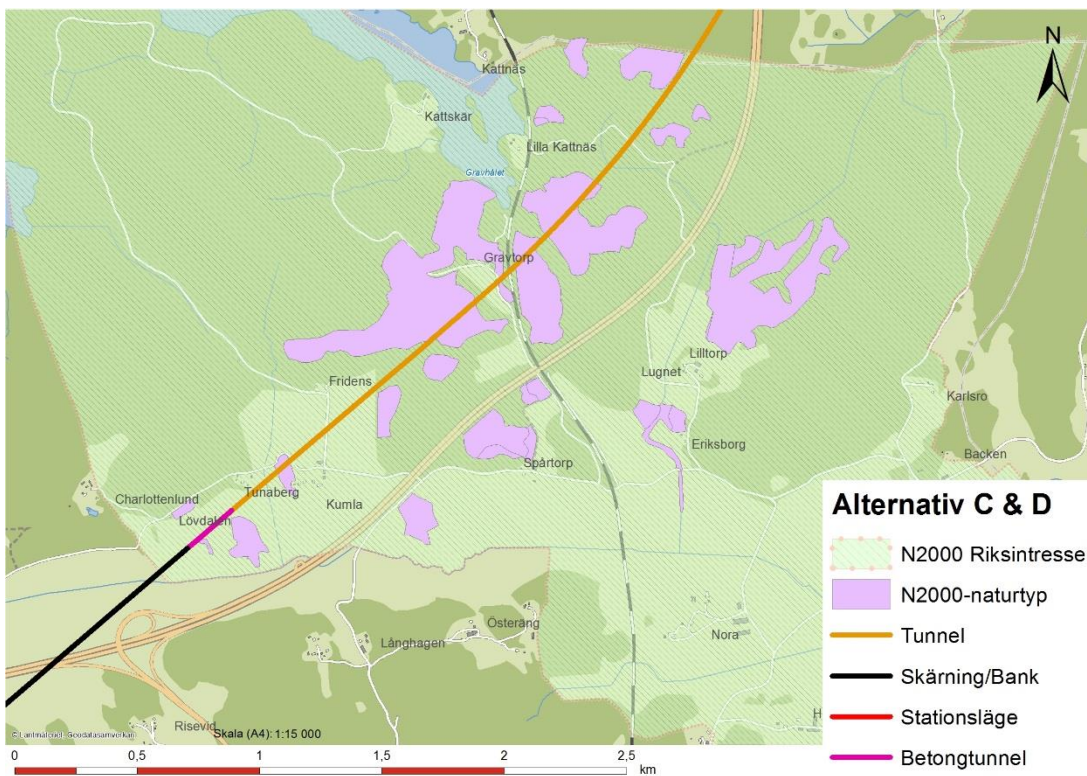 N
Kattnäs
Kattskär
Lilla Kattnäs
Gravhålet
Gravtorp
Lilltorp
Lugnet
Fridens
Karlsro
Eriksborg
Backen
Spårtorp
Tunaberg
Charlottenlund
Kumla
Lövdalen
Österäng
Långhagen
Nora
H
Risevid
© Lantmäteriet, Geodatasamverkan
Skala (A4): 1:15 000
0 0,5 1 1,5 2 2,5
km
Alternativ C & D
N2000 Riksintresse
N2000-naturtyp
Tunnel
Skärning/Bank
Stationsläge
Betongtunnel